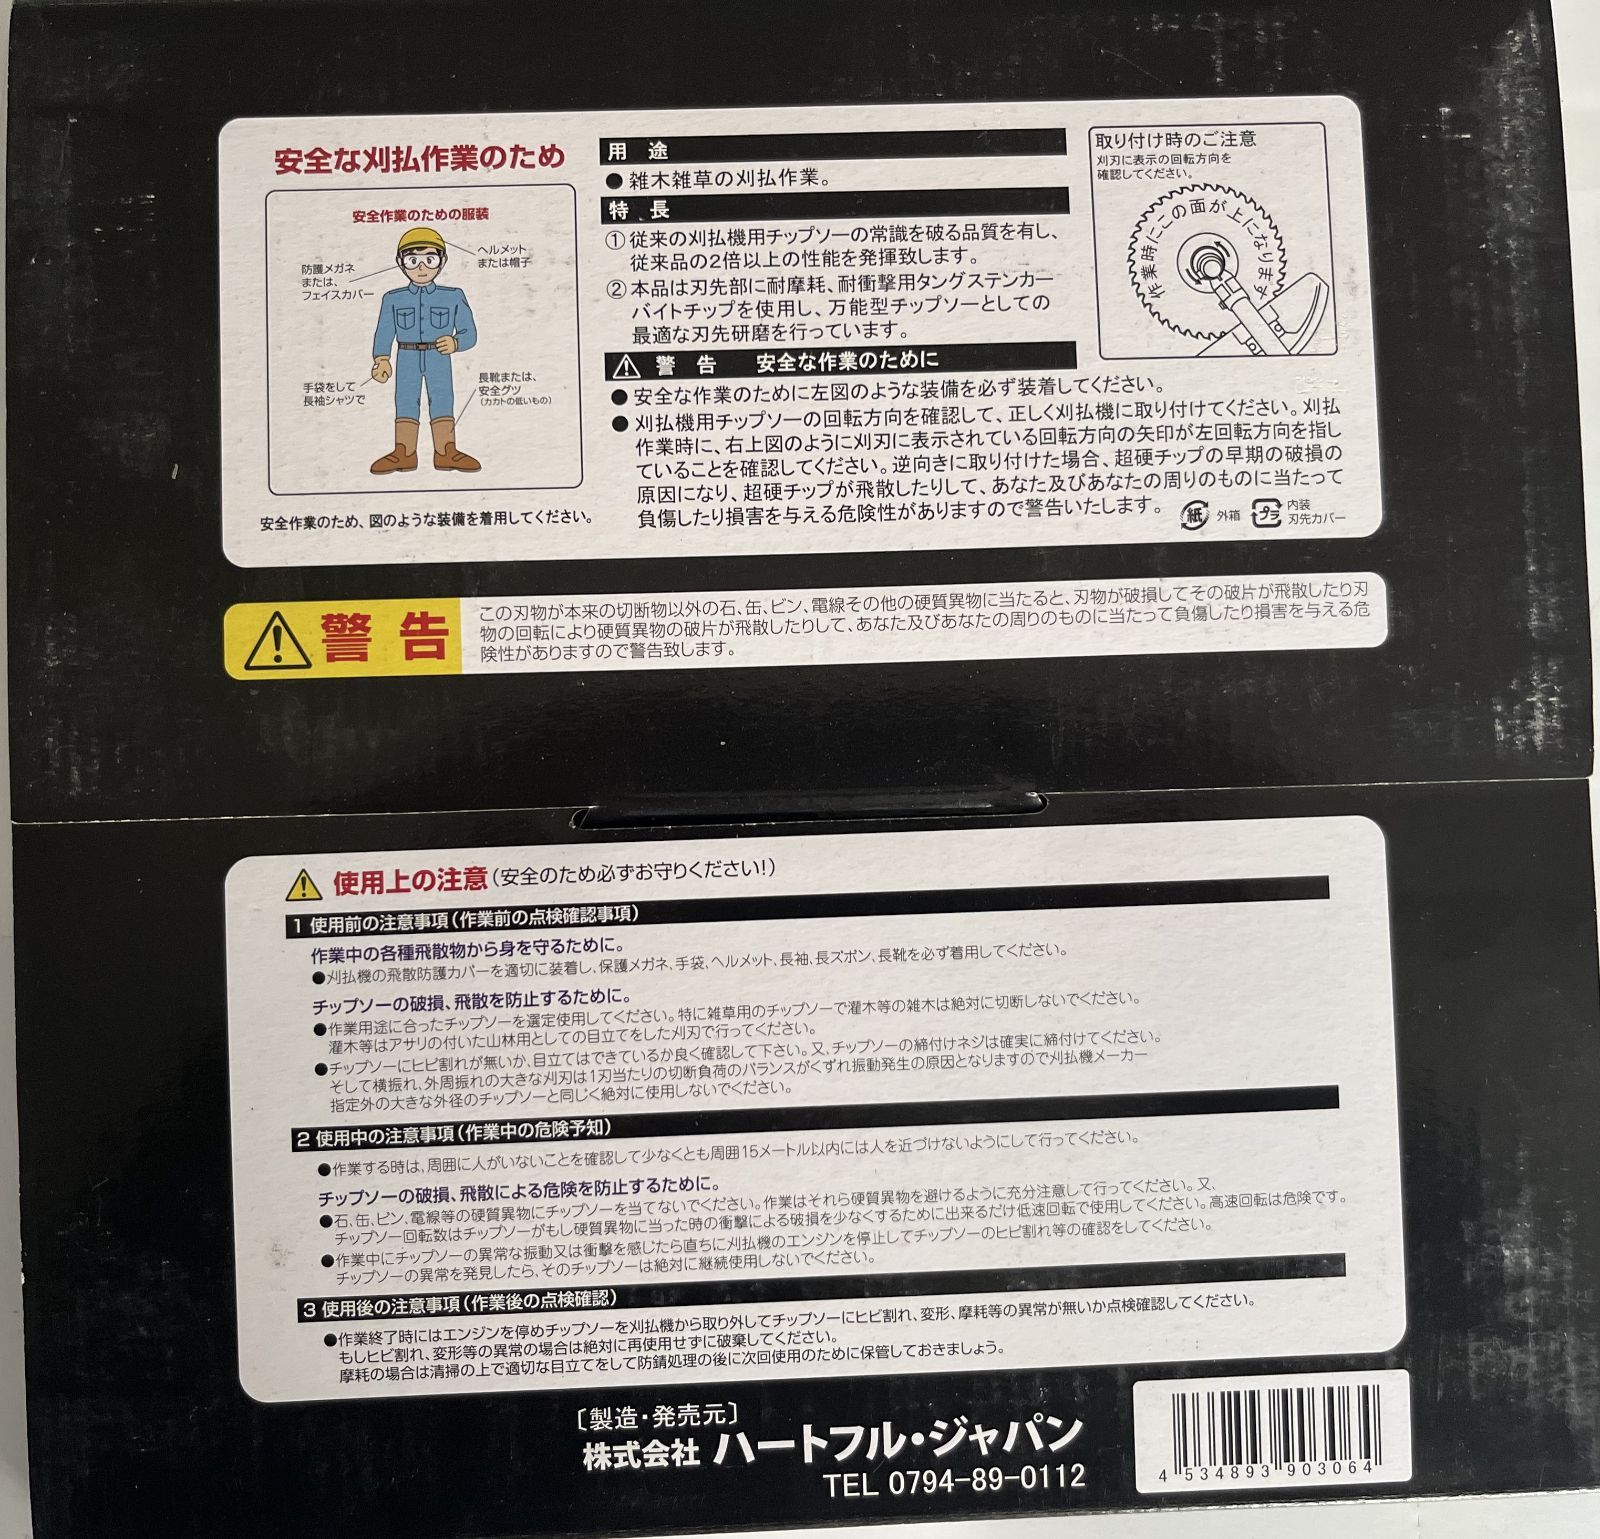 安全な刈払作業のため
安全作業のための服装
ヘルメット
または帽子
防護メガネ
または、
フェイスカバー
手袋をして
長袖シャツで
長靴または、
安全グツ
(カカトの低いもの)
安全作業のため、図のような装備を着用してください。
用 途
●雑木雑草の刈払作業。
特 長
①従来の刈払機用チップソーの常識を破る品質を有し、
従来品の2倍以上の性能を発揮致します。
②本品は刃先部に耐摩耗、耐衝撃用タングステンカー
バイトチップを使用し、万能型チップソーとしての
最適な刃先研磨を行っています。
取り付け時のご注意
刈刃に表示の回転方向を
確認してください。
作業時にこの面が上になります
警 告 安全な作業のために
●安全な作業のために左図のような装備を必ず装着してください。
●刈払機用チップソーの回転方向を確認して、正しく刈払機に取り付けてください。刈払
作業時に、右上図のように刈刃に表示されている回転方向の矢印が左回転方向を指し
ていることを確認してください。逆向きに取り付けた場合、超硬チップの早期の破損の
原因になり、超硬チップが飛散したりして、あなた及びあなたの周りのものに当たって
負傷したり損害を与える危険性がありますので警告いたします。
紙 外箱 プラ 内装
刃先カバー
警 告
この刃物が本来の切断物以外の石、缶、ビン、電線その他の硬質異物に当たると、刃物が破損してその破片が飛散したり刃
物の回転により硬質異物の破片が飛散したりして、あなた及びあなたの周りのものに当たって負傷したり損害を与える危
険性がありますので警告致します。
使用上の注意(安全のため必ずお守りください!)
1 使用前の注意事項(作業前の点検確認事項)
作業中の各種飛散物から身を守るために。
●刈払機の飛散防護カバーを適切に装着し、保護メガネ、手袋、ヘルメット、長袖、長ズボン、長靴を必ず着用してください。
チップソーの破損、飛散を防止するために。
●作業用途に合ったチップソーを選定使用してください。特に雑草用のチップソーで灌木等の雑木は絶対に切断しないでください。
灌木等はアサリの付いた山林用としての目立てをした刈刃で行ってください。
●チップソーにヒビ割れが無いか、目立てはできているか良く確認して下さい。又、チップソーの締付けネジは確実に締付けてください。
そして横振れ、外周振れの大きな刈刃は1刃当たりの切断負荷のバランスがくずれ振動発生の原因となりますので刈払機メーカー
指定外の大きな外径のチップソーと同じく絶対に使用しないでください。
2 使用中の注意事項(作業中の危険予知)
●作業する時は、周囲に人がいないことを確認して少なくとも周囲15メートル以内には人を近づけないようにして行ってください。
チップソーの破損、飛散による危険を防止するために。
●石、缶、ビン、電線等の硬質異物にチップソーを当てないでください。作業はそれら硬質異物を避けるように充分注意して行ってください。又、
チップソー回転数はチップソーがもし硬質異物に当った時の衝撃による破損を少なくするために出来るだけ低速回転で使用してください。高速回転は危険です。
●作業中にチップソーの異常な振動又は衝撃を感じたら直ちに刈払機のエンジンを停止してチップソーのヒビ割れ等の確認をしてください。
チップソーの異常を発見したら、そのチップソーは絶対に継続使用しないでください。
3 使用後の注意事項(作業後の点検確認)
●作業終了時にはエンジンを停めチップソーを刈払機から取り外してチップソーにヒビ割れ、変形、摩耗等の異常が無いか点検確認してください。
もしヒビ割れ、変形等の異常の場合は絶対に再使用せずに破棄してください。
摩耗の場合は清掃の上で適切な目立てをして防錆処理の後に次回使用のために保管しておきましょう。
〔製造・発売元〕
株式会社 ハートフル・ジャパン
TEL 0794-89-0112
4 534893 903064